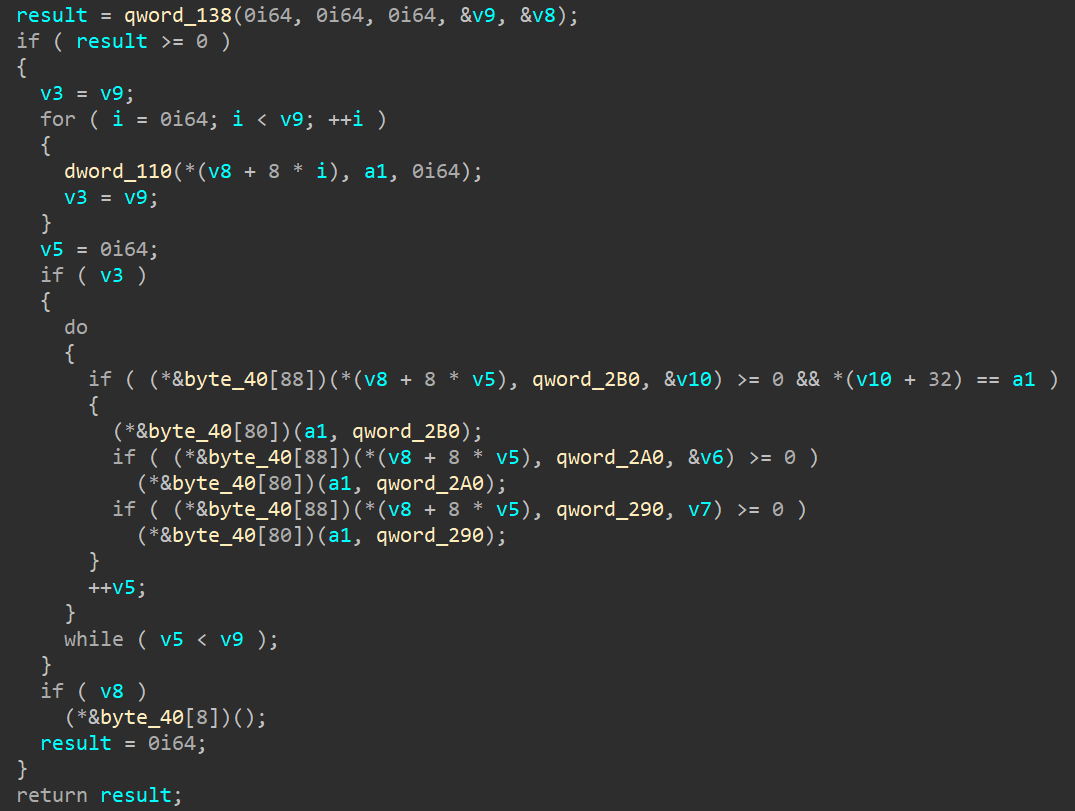 result = qword_138(0i64, 0i64, 0i64, &v9, &v8);
if ( result >= 0 )
{
  v3 = v9;
  for ( i = 0i64; i < v9; ++i )
  {
    dword_110(*(v8 + 8 * i), a1, 0i64);
    v3 = v9;
  }
  v5 = 0i64;
  if ( v3 )
  {
    do
    {
      if ( (*&byte_40[88])(*(v8 + 8 * v5), qword_2B0, &v10) >= 0 && *(v10 + 32) == a1 )
      {
        (*&byte_40[80])(a1, qword_2B0);
        if ( (*&byte_40[88])(*(v8 + 8 * v5), qword_2A0, &v6) >= 0 )
          (*&byte_40[80])(a1, qword_2A0);
        if ( (*&byte_40[88])(*(v8 + 8 * v5), qword_290, v7) >= 0 )
          (*&byte_40[80])(a1, qword_290);
      }
      ++v5;
    }
    while ( v5 < v9 );
  }
  if ( v8 )
    (*&byte_40[8])();
  result = 0i64;
}
return result;